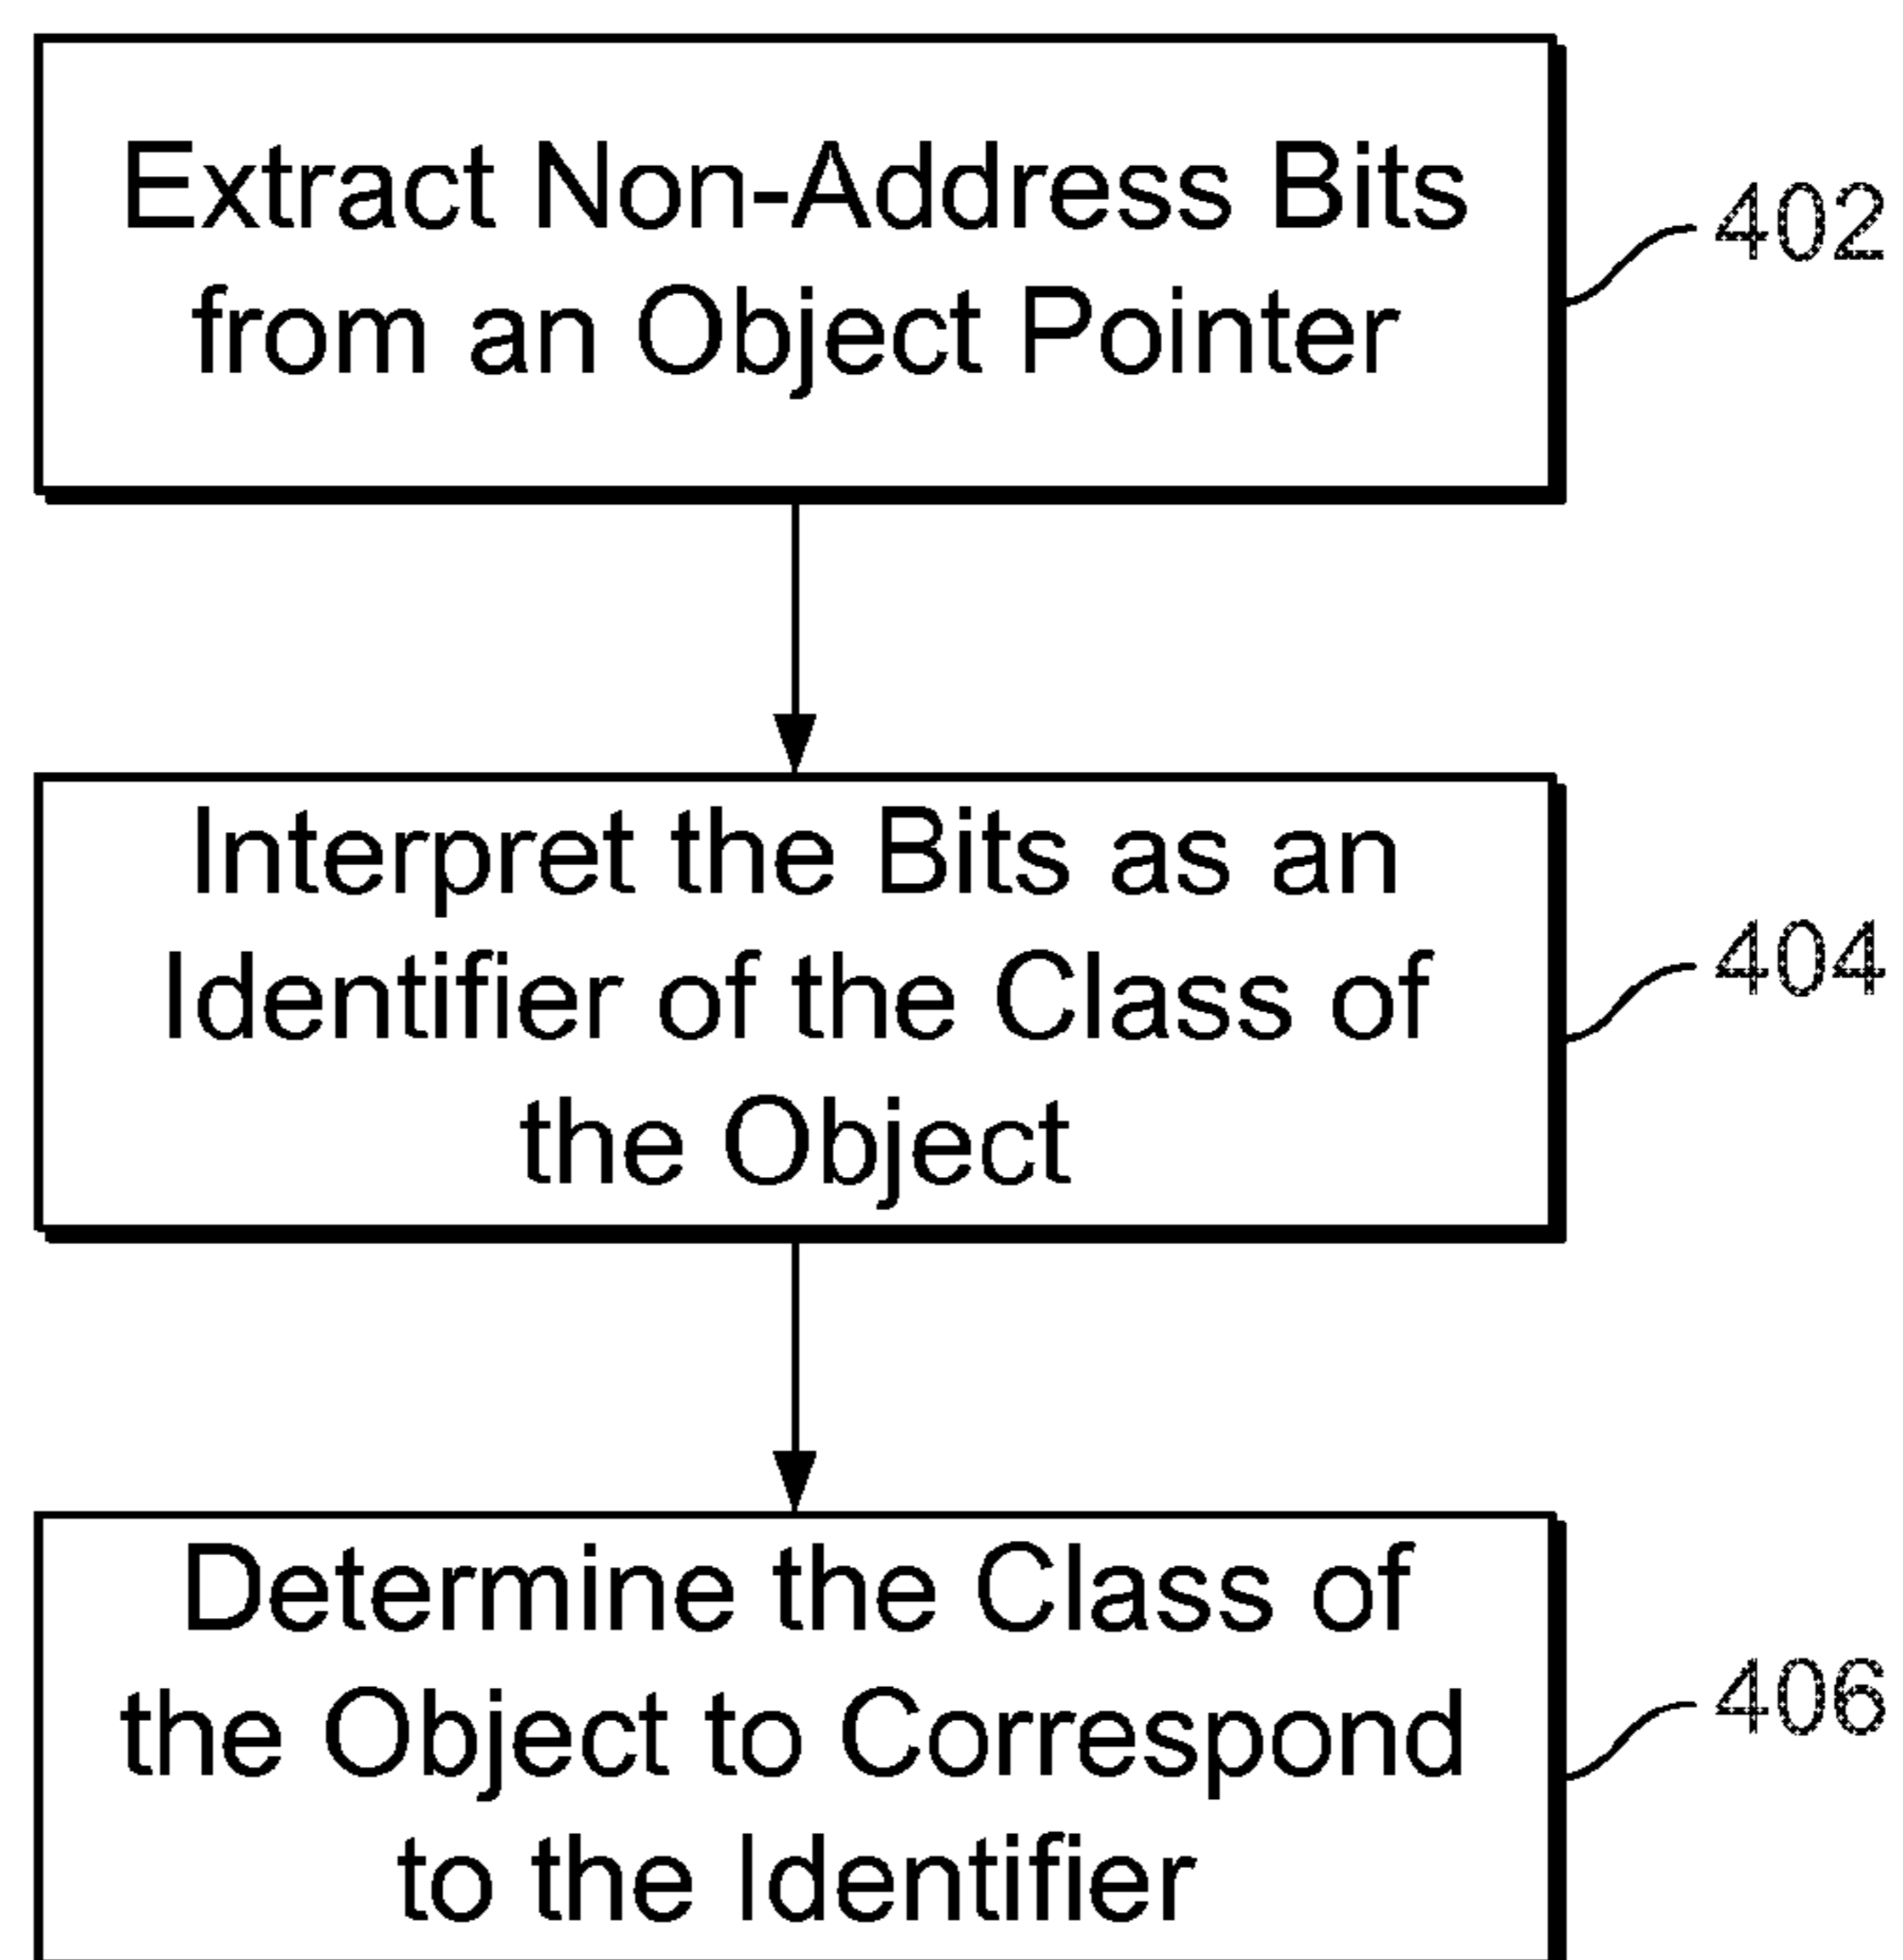 Extract Non-Address Bits
from an Object Pointer
402
Interpret the Bits as an
Identifier of the Class of
the Object
404
Determine the Class of
the Object to Correspond
to the Identifier
406